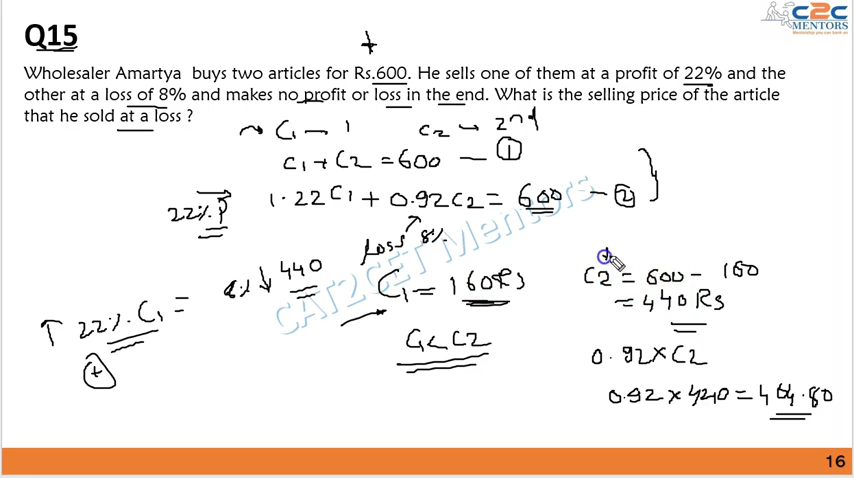 Q15
c2c
MENTORS
Mentorship you can bank on
Wholesaler Amartya buys two articles for Rs.600. He sells one of them at a profit of 22% and the
other at a loss of 8% and makes no profit or loss in the end. What is the selling price of the article
that he sold at a loss ?
C1 — 1 C2 → 2nd
C1 + C2 = 600 — 1
22% P 1.22C1 + 0.92C2 = 600 — 2
Loss 8%
↑ 22% C1 = 8% ↓ 440
C1 = 160Rs
C1 < C2
C2 = 600 - 160
= 440 Rs
0.92 × C2
0.92 × 440 = 404.80
CAT2CET Mentors
16